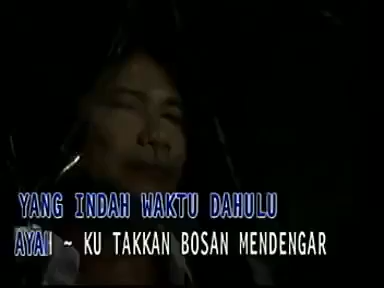 YANG INDAH WAKTU DAHULU
AYAH ~ KU TAKKAN BOSAN MENDENGAR